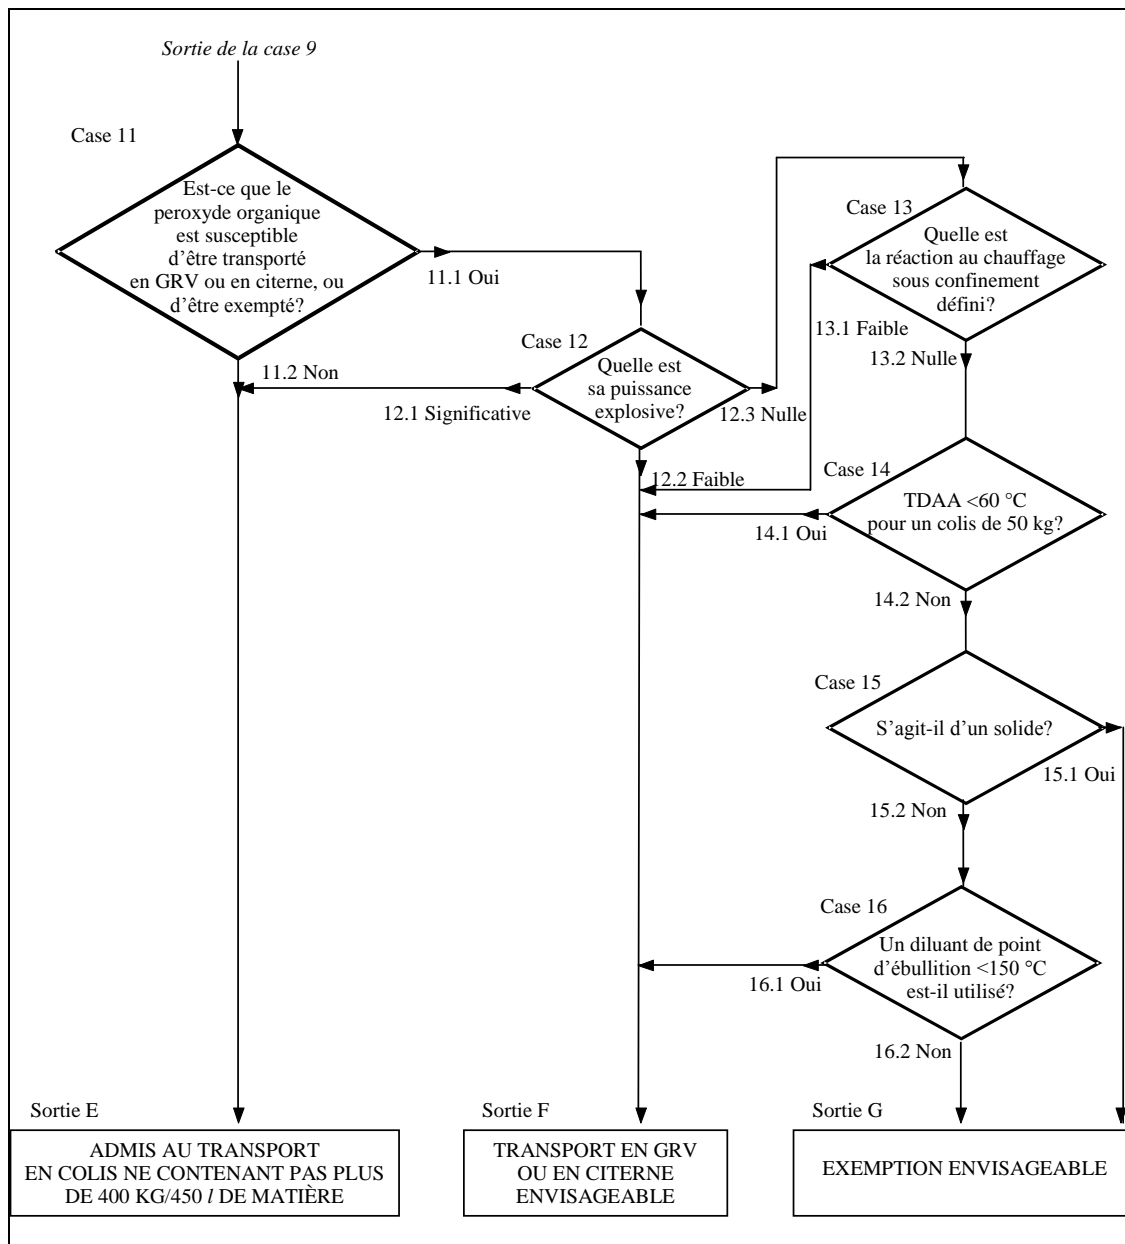 Sortie de la case 9
Case 11
Est-ce que le
peroxyde organique
est susceptible
d'être transporté
en GRV ou en citerne, ou
d'être exempté?
11.1 Oui
11.2 Non
Case 12
Quelle est
sa puissance
explosive?
12.1 Significative
12.3 Nulle
12.2 Faible
Case 13
Quelle est
la réaction au chauffage
sous confinement
défini?
13.1 Faible
13.2 Nulle
Case 14
TDAA <60 °C
pour un colis de 50 kg?
14.1 Oui
14.2 Non
Case 15
S'agit-il d'un solide?
15.1 Oui
15.2 Non
Case 16
Un diluant de point
d'ébullition <150 °C
est-il utilisé?
16.1 Oui
16.2 Non
Sortie E
ADMIS AU TRANSPORT
EN COLIS NE CONTENANT PAS PLUS
DE 400 KG/450 l DE MATIÈRE
Sortie F
TRANSPORT EN GRV
OU EN CITERNE
ENVISAGEABLE
Sortie G
EXEMPTION ENVISAGEABLE